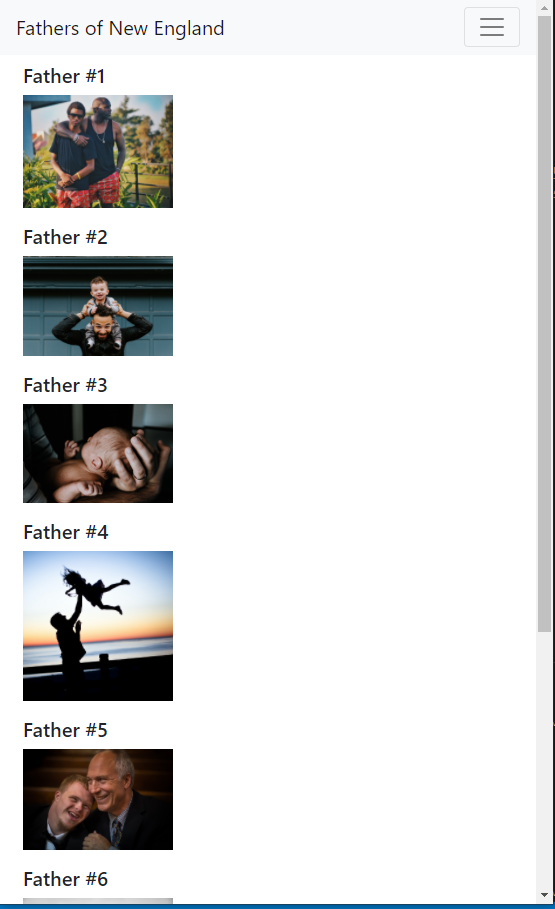 Fathers of New England
Father #1
Father #2
Father #3
Father #4
Father #5
Father #6